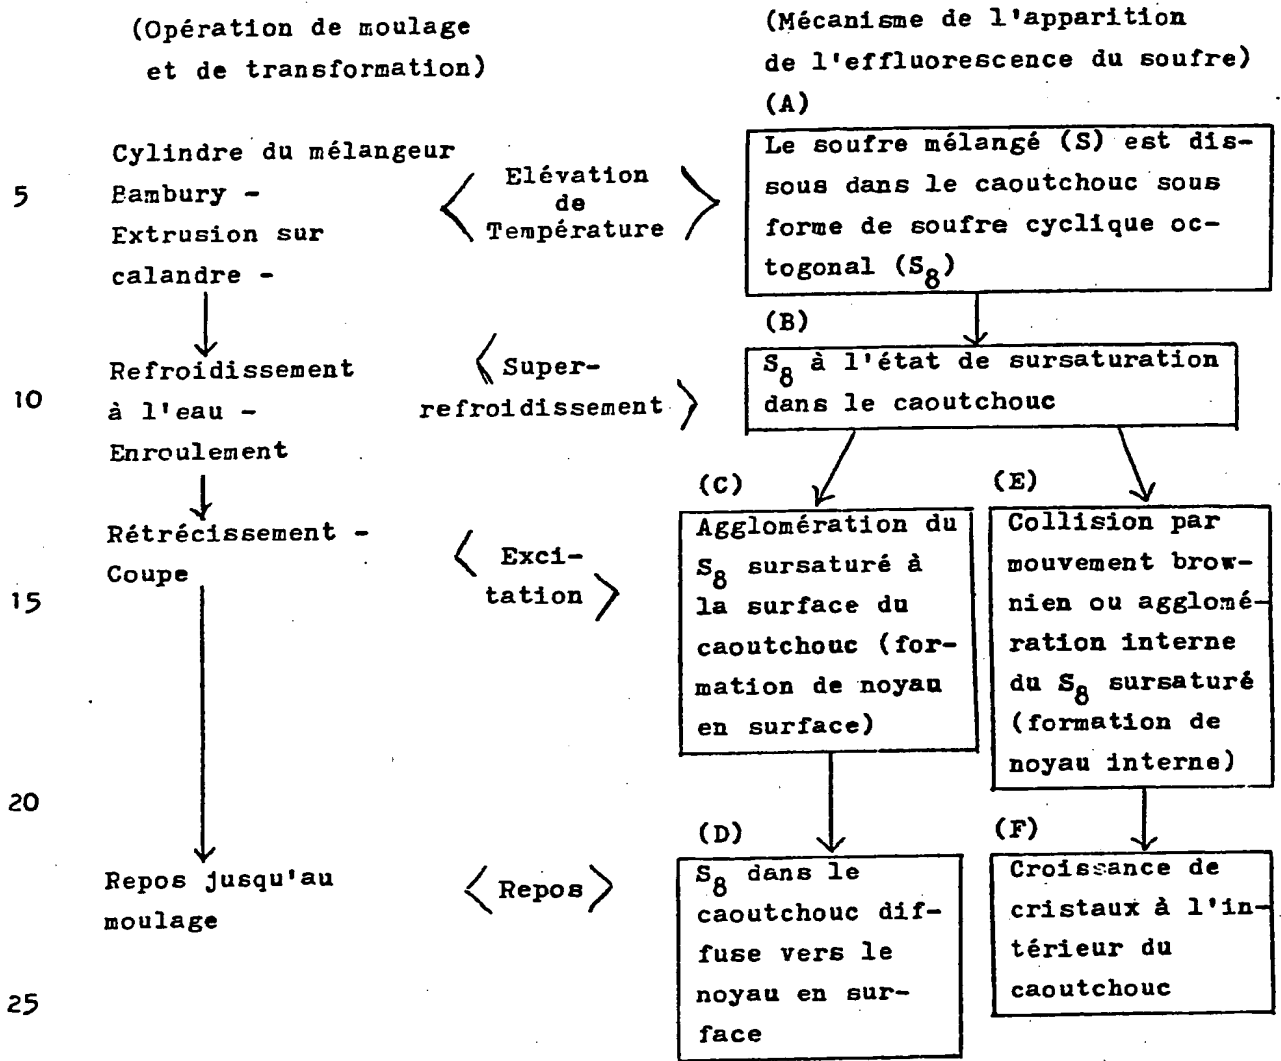 (Opération de moulage
et de transformation)
(Mécanisme de l'apparition
de l'effluorescence du soufre)
(A)
Cylindre du mélangeur
5
Bambury -
Extrusion sur
calandre -
Elévation
de
Température
Le soufre mélangé (S) est dis-
sous dans le caoutchouc sous
forme de soufre cyclique oc-
togonal (S8)
(B)
Refroidissement
10
à l'eau -
Enroulement
Super-
refroidissement
S8 à l'état de sursaturation
dans le caoutchouc
(C)
(E)
Rétrécissement -
Coupe
15
Exci-
tation
Agglomération du
S8 sursaturé à
la surface du
caoutchouc (for-
mation de noyau
en surface)
Collision par
mouvement brow-
nien ou agglomé-
ration interne
du S8 sursaturé
(formation de
noyau interne)
20
(D)
(F)
Repos jusqu'au
moulage
Repos
S8 dans le
caoutchouc dif-
fuse vers le
noyau en sur-
face
Croissance de
cristaux à l'in-
térieur du
caoutchouc
25